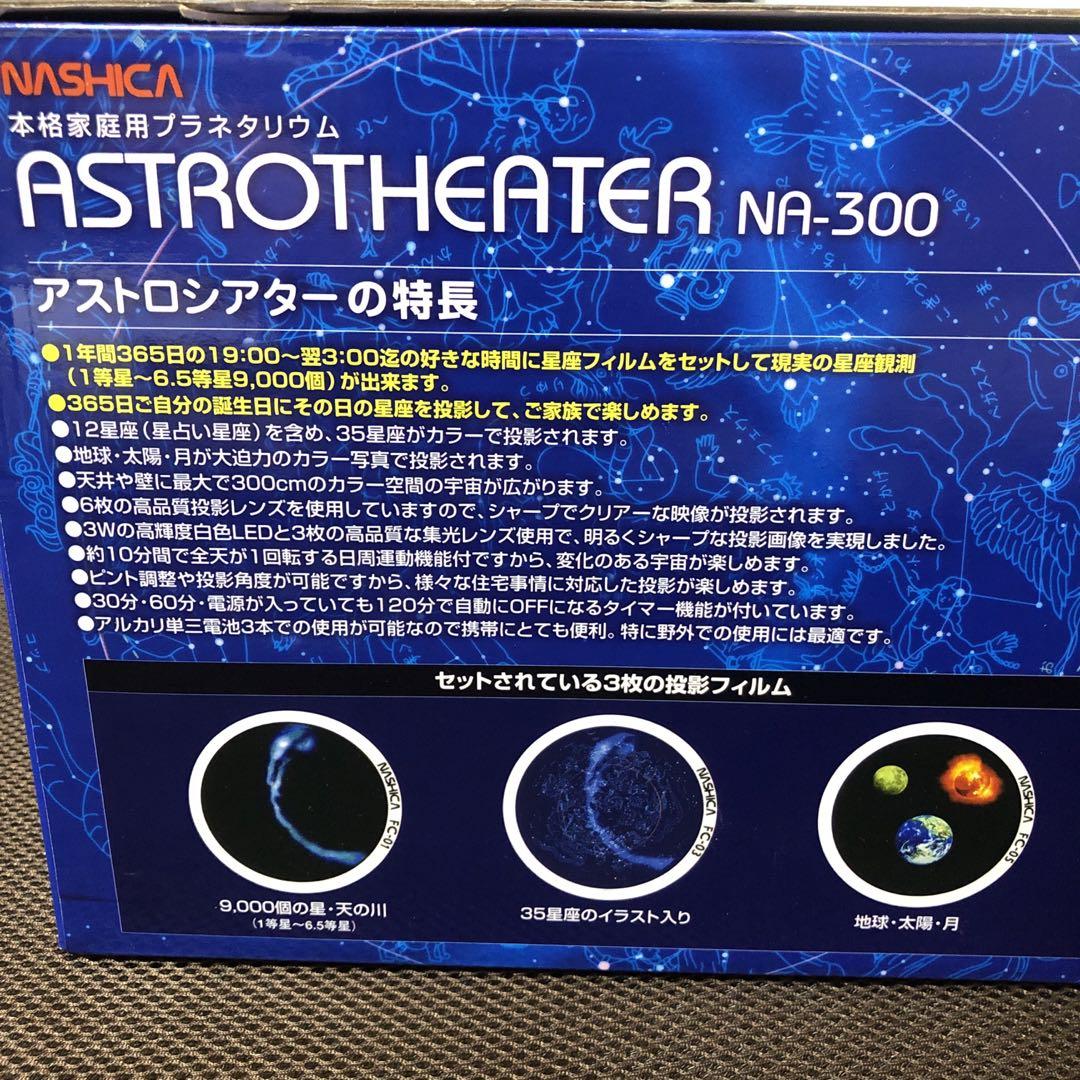 NASHICA
本格家庭用プラネタリウム
ASTROTHEATER NA-300
アストロシアターの特長
●1年間365日の19:00〜翌3:00迄の好きな時間に星座フィルムをセットして現実の星座観測
(1等星〜6.5等星9,000個)が出来ます。
●365日ご自分の誕生日にその日の星座を投影して、ご家族で楽しめます。
●12星座(星占い星座)を含め、35星座がカラーで投影されます。
●地球・太陽・月が大迫力のカラー写真で投影されます。
●天井や壁に最大で300cmのカラー空間の宇宙が広がります。
●6枚の高品質投影レンズを使用していますので、シャープでクリアーな映像が投影されます。
●3Wの高輝度白色LEDと3枚の高品質な集光レンズ使用で、明るくシャープな投影画像を実現しました。
●約10分間で全天が1回転する日周運動機能付ですから、変化のある宇宙が楽しめます。
●ピント調整や投影角度が可能ですから、様々な住宅事情に対応した投影が楽しめます。
●30分・60分・電源が入っていても120分で自動にOFFになるタイマー機能が付いています。
●アルカリ単三電池3本での使用が可能なので携帯にとても便利。特に野外での使用には最適です。
セットされている3枚の投影フィルム
NASHICA FC-01
NASHICA FC-03
NASHICA FC-05
9,000個の星・天の川
(1等星〜6.5等星)
35星座のイラスト入り
地球・太陽・月